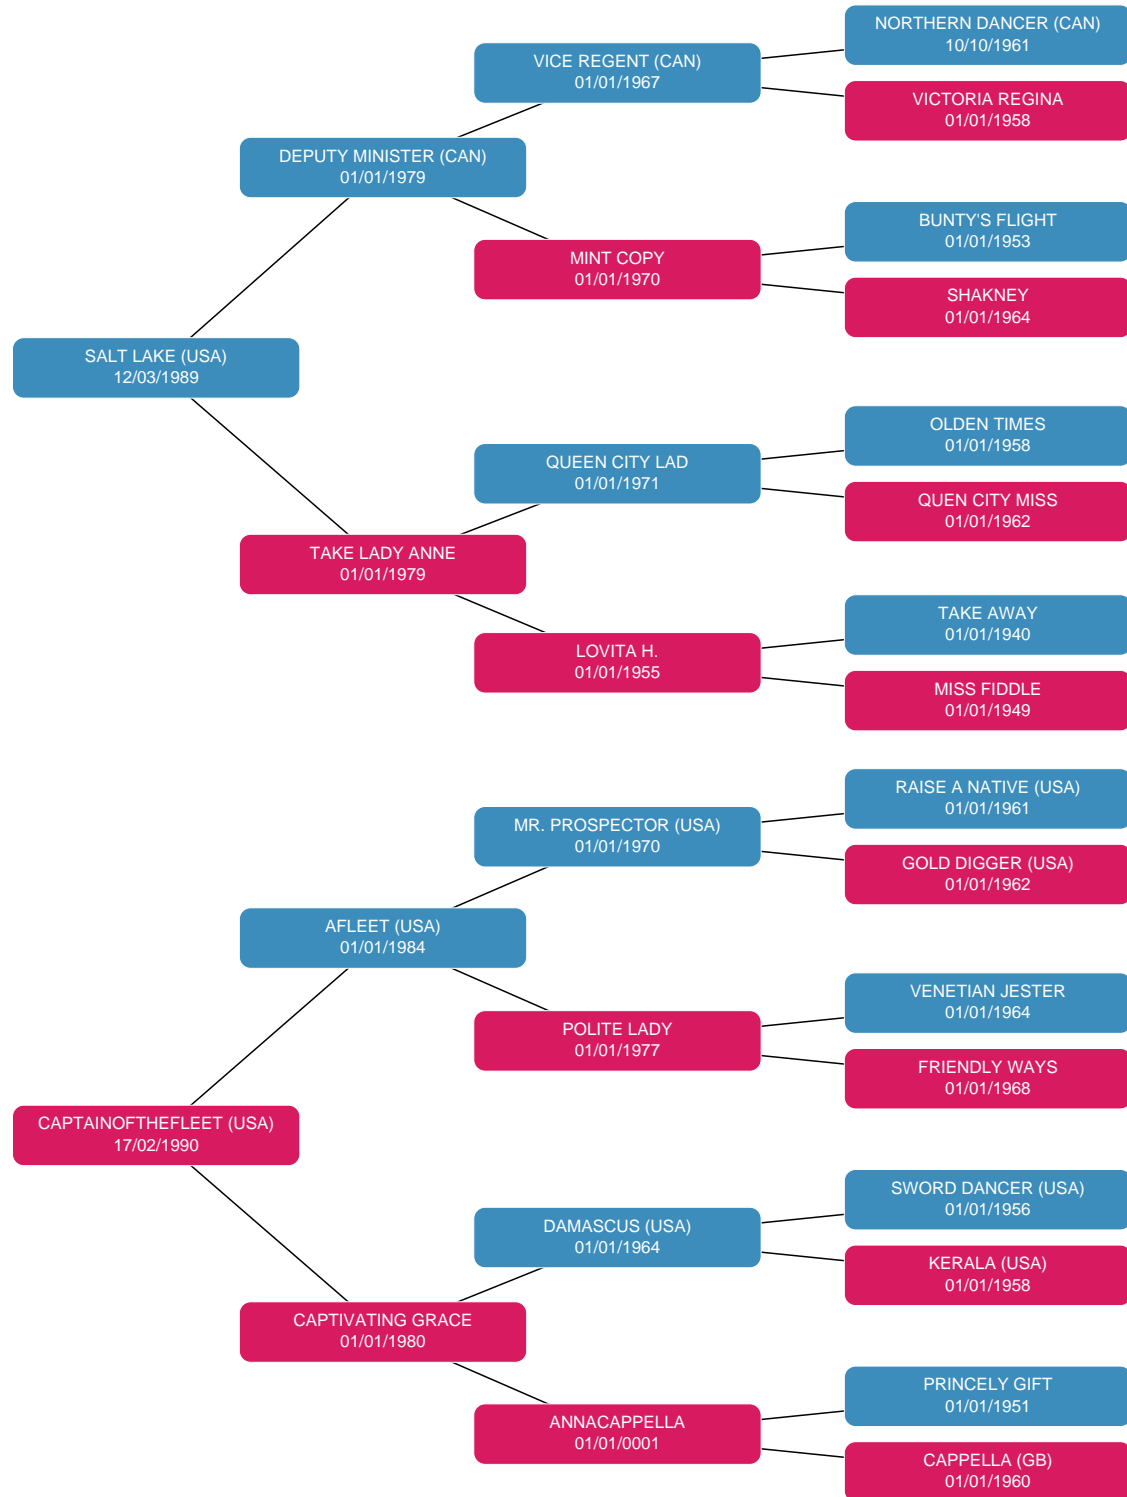 NORTHERN DANCER (CAN)
10/10/1961
VICE REGENT (CAN)
01/01/1967
VICTORIA REGINA
01/01/1958
DEPUTY MINISTER (CAN)
01/01/1979
BUNTY'S FLIGHT
01/01/1953
MINT COPY
01/01/1970
SHAKNEY
01/01/1964
SALT LAKE (USA)
12/03/1989
OLDEN TIMES
01/01/1958
QUEEN CITY LAD
01/01/1971
QUEN CITY MISS
01/01/1962
TAKE LADY ANNE
01/01/1979
TAKE AWAY
01/01/1940
LOVITA H.
01/01/1955
MISS FIDDLE
01/01/1949
RAISE A NATIVE (USA)
01/01/1961
MR. PROSPECTOR (USA)
01/01/1970
GOLD DIGGER (USA)
01/01/1962
AFLEET (USA)
01/01/1984
VENETIAN JESTER
01/01/1964
POLITE LADY
01/01/1977
FRIENDLY WAYS
01/01/1968
CAPTAINOFTHEFLEET (USA)
17/02/1990
SWORD DANCER (USA)
01/01/1956
DAMASCUS (USA)
01/01/1964
KERALA (USA)
01/01/1958
CAPTIVATING GRACE
01/01/1980
PRINCELY GIFT
01/01/1951
ANNACAPPELLA
01/01/0001
CAPPELLA (GB)
01/01/1960